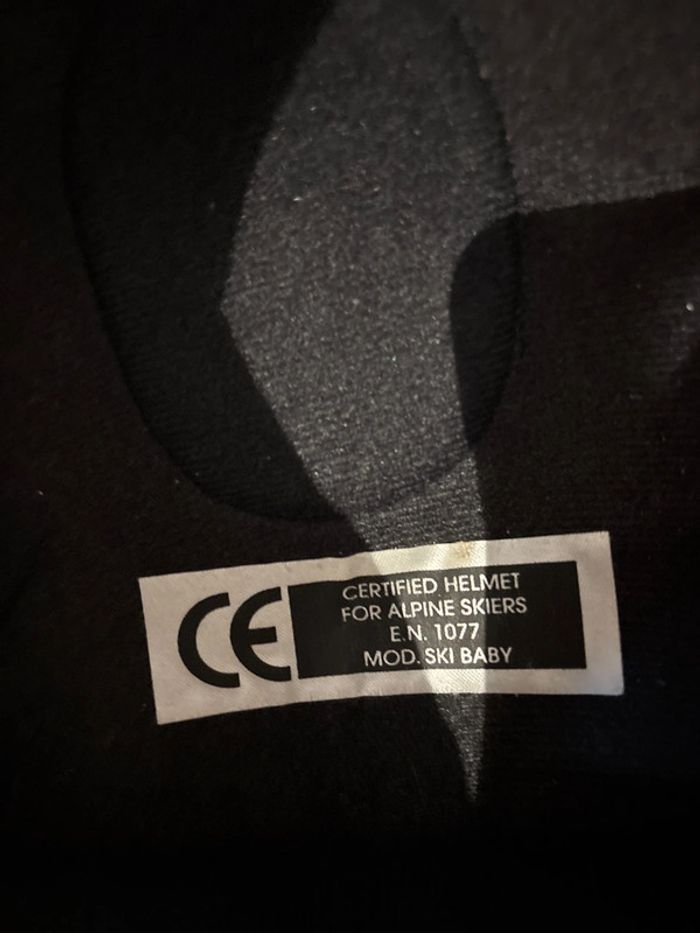 CE
CERTIFIED HELMET
FOR ALPINE SKIERS
E.N. 1077
MOD. SKI BABY